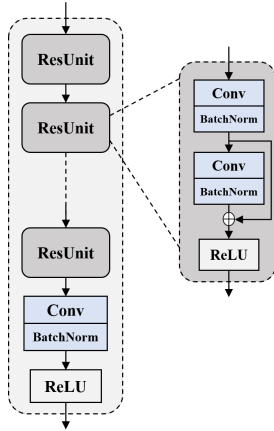 ResUnit
ResUnit
ResUnit
Conv
BatchNorm
ReLU
Conv
BatchNorm
Conv
BatchNorm
ReLU